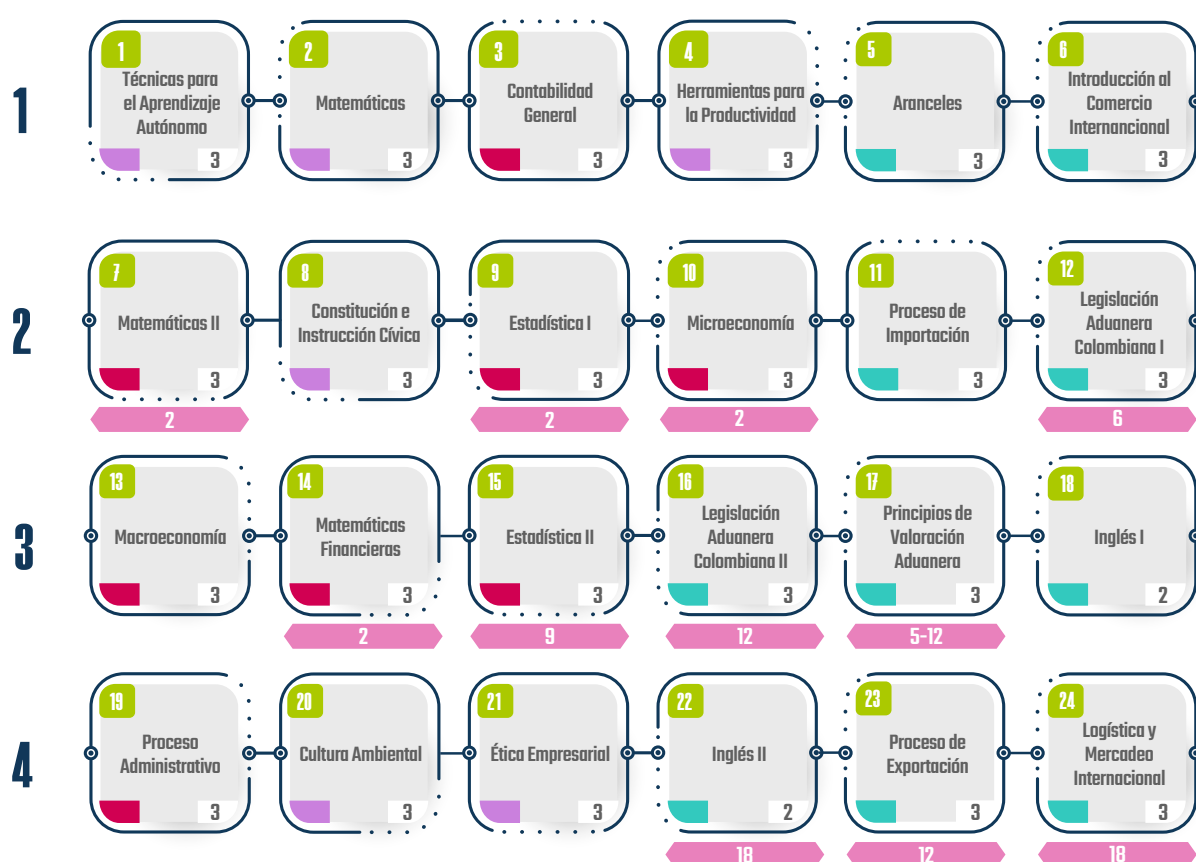 1
1
Técnicas para
el Aprendizaje
Autónomo
3
2
Matemáticas
3
3
Contabilidad
General
3
4
Herramientas para
la Productividad
3
5
Aranceles
3
6
Introducción al
Comercio
Internancional
3
2
7
Matemáticas II
3
2
8
Constitución e
Instrucción Cívica
3
9
Estadística I
3
2
10
Microeconomía
3
2
11
Proceso de
Importación
3
12
Legislación
Aduanera
Colombiana I
3
6
3
13
Macroeconomía
3
14
Matemáticas
Financieras
3
2
15
Estadística II
3
9
16
Legislación
Aduanera
Colombiana II
3
12
17
Principios de
Valoración
Aduanera
3
5-12
18
Inglés I
2
4
19
Proceso
Administrativo
3
20
Cultura Ambiental
3
21
Ética Empresarial
3
22
Inglés II
2
18
23
Proceso de
Exportación
3
12
24
Logística y
Mercadeo
Internacional
3
18